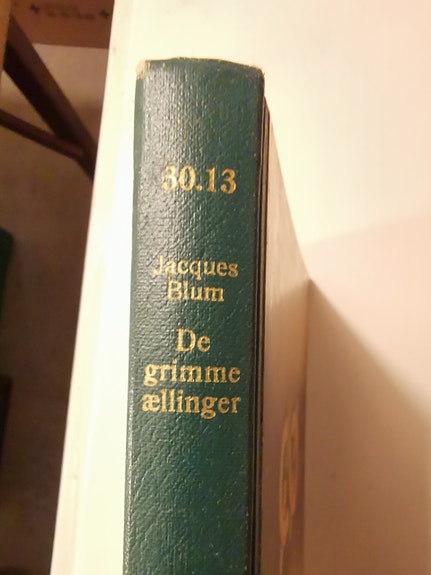 30.13
Jacques
Blum
De
grimme
ællinger